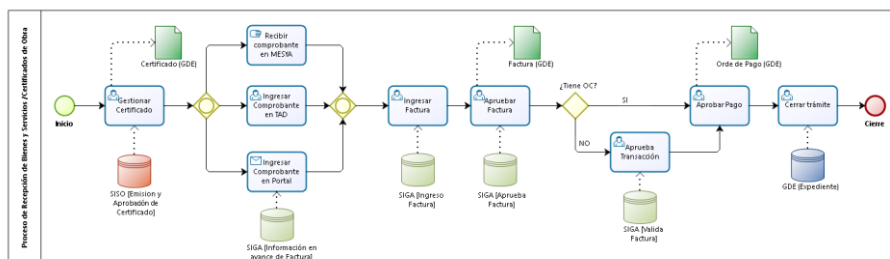 Proceso de Recepción de Bienes y Servicios /Certificados de Obra
Inicio
Gestionar
Certificado
Certificado (GDE)
SISO [Emision y
Aprobación de
Certificado]
Recibir
comprobante
en MESYA
Ingresar
Comprobante
en TAD
Ingresar
Comprobante
en Portal
SIGA [Información en
avance de Factura]
Ingresar
Factura
SIGA [Ingreso
Factura]
Apruebar
Factura
Factura (GDE)
SIGA [Aprueba
Factura]
¿Tiene OC?
SI
NO
Aprueba
Transacción
SIGA [Valida
Factura]
Aprobar Pago
Orde de Pago (GDE)
Cerrar trámite
GDE (Expediente)
Cierre